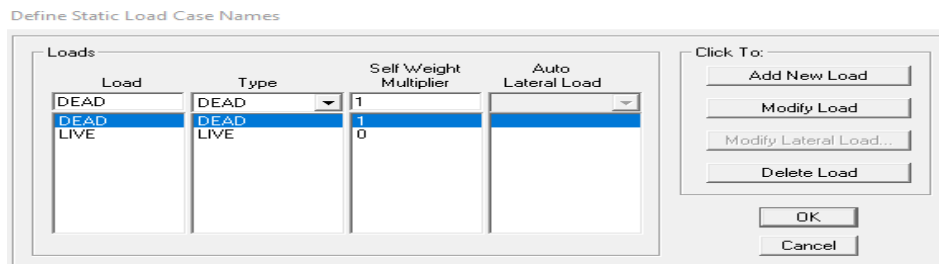 Define Static Load Case Names
Loads
Click To:
Load Type Self Weight Multiplier Auto Lateral Load
DEAD DEAD 1
DEAD DEAD 1
LIVE LIVE 0
Add New Load
Modify Load
Modify Lateral Load...
Delete Load
OK
Cancel